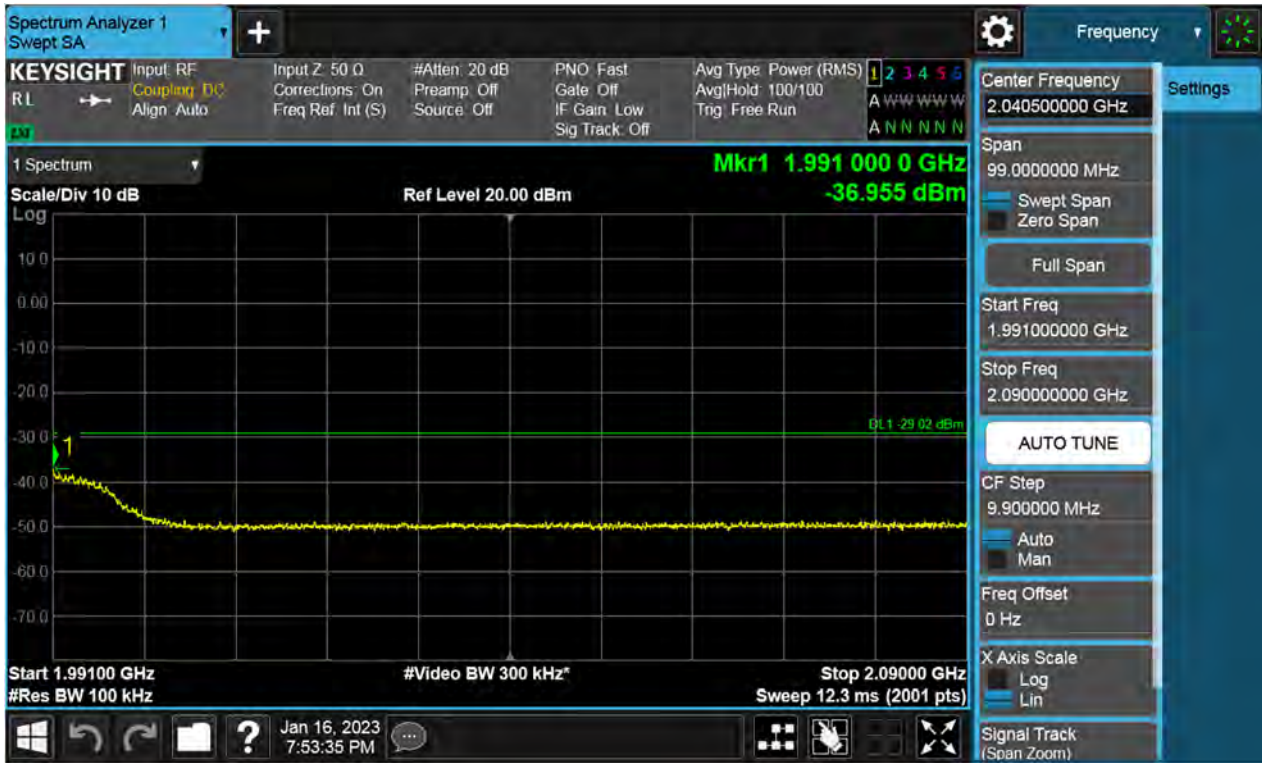 Spectrum Analyzer 1
Swept SA
+
Frequency
KEYSIGHT
RL
Input: RF
Coupling: DC
Align: Auto
Input Z: 50 Ω
Corrections: On
Freq Ref: Int (S)
#Atten: 20 dB
Preamp: Off
Source: Off
PNO: Fast
Gate: Off
IF Gain: Low
Sig Track: Off
Avg Type: Power (RMS)
Avg|Hold: 100/100
Trig: Free Run
1 2 3 4 5 6
A W W W W W
A N N N N N
1 Spectrum
Scale/Div 10 dB
Log
Ref Level 20.00 dBm
Mkr1 1.991 000 0 GHz
-36.955 dBm
10.0
0.00
-10.0
-20.0
-30.0
-40.0
-50.0
-60.0
-70.0
DL1 -29.02 dBm
1
Start 1.99100 GHz
#Res BW 100 kHz
#Video BW 300 kHz*
Stop 2.09000 GHz
Sweep 12.3 ms (2001 pts)
Center Frequency
2.040500000 GHz
Span
99.0000000 MHz
Swept Span
Zero Span
Full Span
Start Freq
1.991000000 GHz
Stop Freq
2.090000000 GHz
AUTO TUNE
CF Step
9.900000 MHz
Auto
Man
Freq Offset
0 Hz
X Axis Scale
Log
Lin
Signal Track
(Span Zoom)
Settings
?
Jan 16, 2023
7:53:35 PM